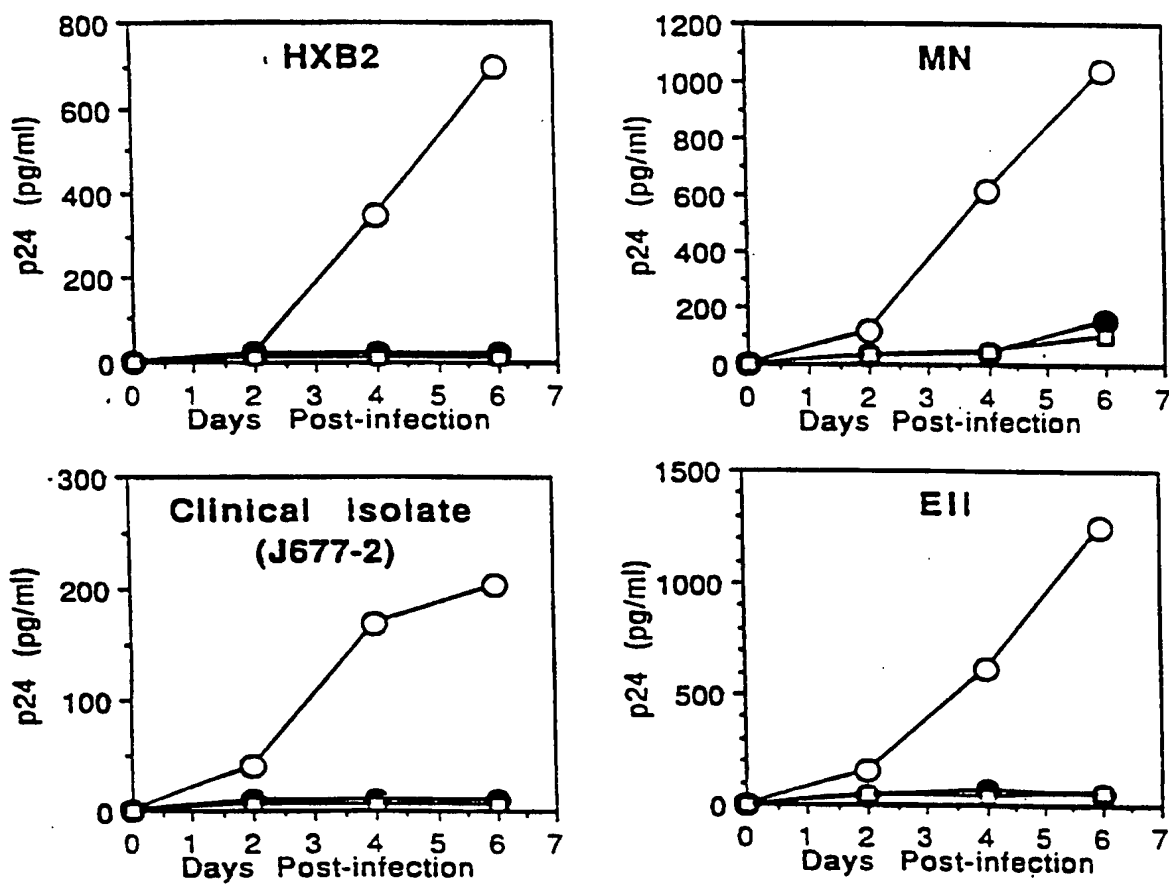 HXB2
800
600
400
200
0
p24 (pg/ml)
0 1 2 3 4 5 6 7
Days Post-infection
MN
1200
1000
800
600
400
200
0
p24 (pg/ml)
0 1 2 3 4 5 6 7
Days Post-infection
Clinical Isolate
(J677-2)
300
200
100
0
p24 (pg/ml)
0 1 2 3 4 5 6 7
Days Post-infection
Eli
1500
1000
500
0
p24 (pg/ml)
0 1 2 3 4 5 6 7
Days Post-infection